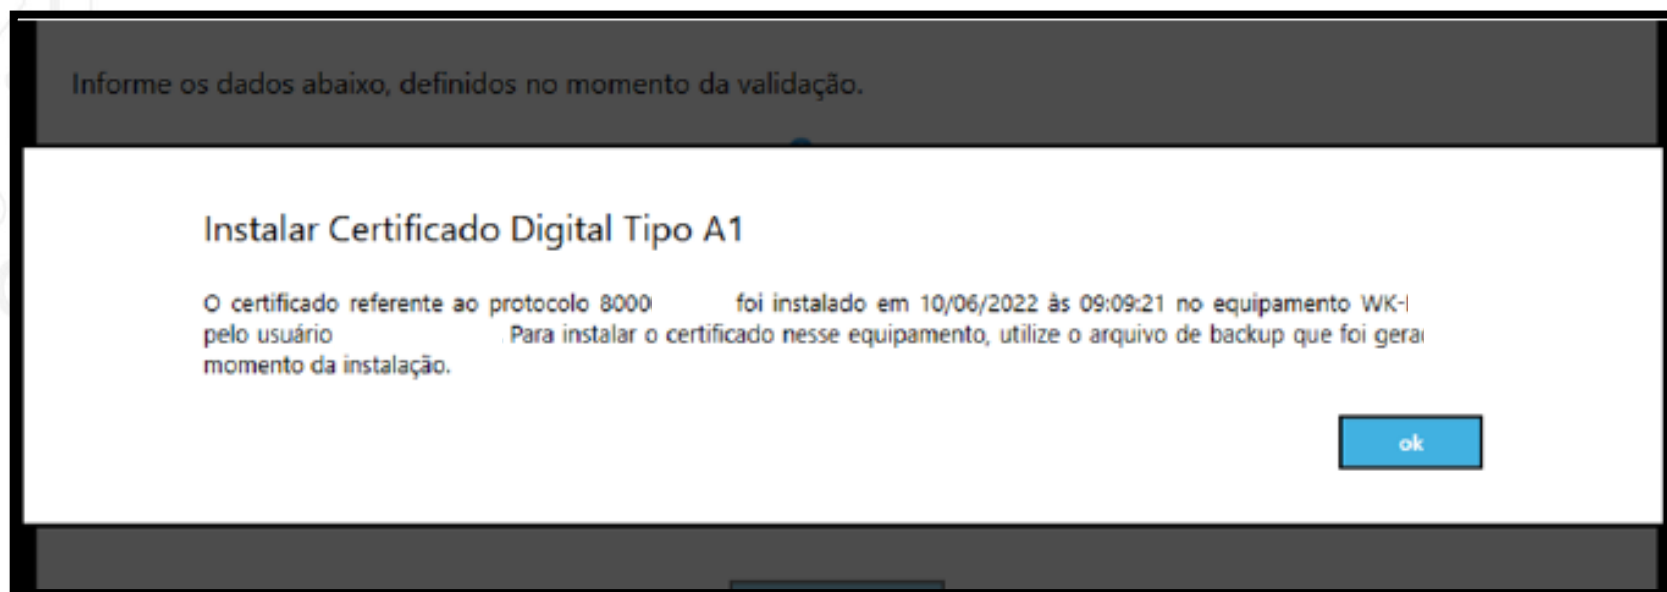 Informe os dados abaixo, definidos no momento da validação.
Instalar Certificado Digital Tipo A1
O certificado referente ao protocolo 8000 foi instalado em 10/06/2022 às 09:09:21 no equipamento WK-
pelo usuário . Para instalar o certificado nesse equipamento, utilize o arquivo de backup que foi
momento da instalação.
ok